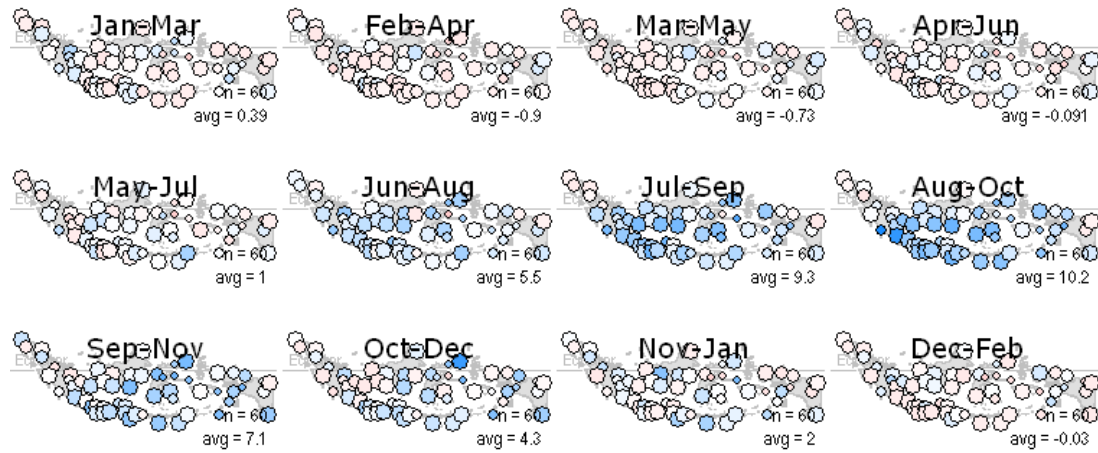 Jan-Mar
Feb-Apr
Mar-May
Apr-Jun
n = 60
avg = 0.39
n = 60
avg = -0.9
n = 60
avg = -0.73
n = 60
avg = -0.091
May-Jul
Jun-Aug
Jul-Sep
Aug-Oct
n = 60
avg = 1
n = 60
avg = 5.5
n = 60
avg = 9.3
n = 60
avg = 10.2
Sep-Nov
Oct-Dec
Nov-Jan
Dec-Feb
n = 60
avg = 7.1
n = 60
avg = 4.3
n = 60
avg = 2
n = 60
avg = -0.03